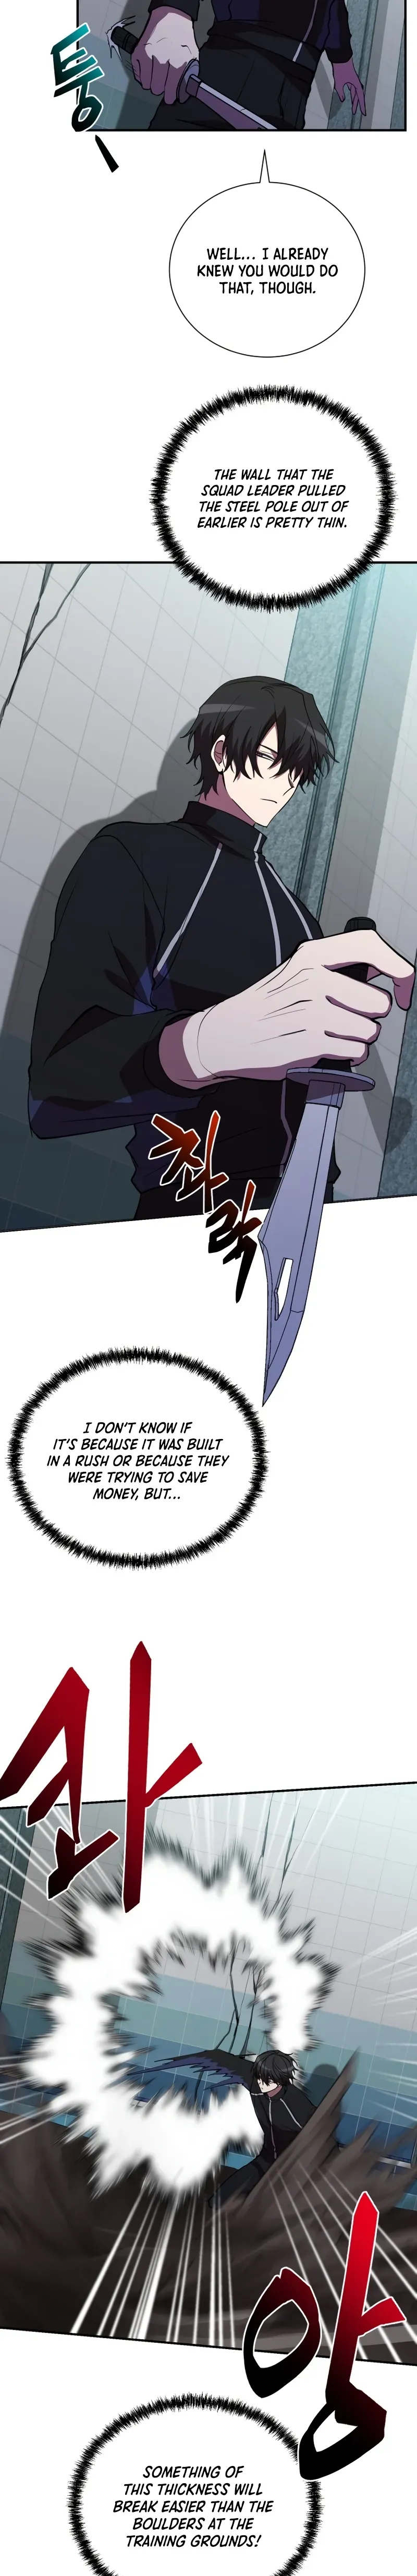 퉁
WELL... I ALREADY
KNEW YOU WOULD DO
THAT, THOUGH.
THE WALL THAT THE
SQUAD LEADER PULLED
THE STEEL POLE OUT OF
EARLIER IS PRETTY THIN.
촤
락
I DON'T KNOW IF
IT'S BECAUSE IT WAS BUILT
IN A RUSH OR BECAUSE THEY
WERE TRYING TO SAVE
MONEY, BUT...
콰
앙
SOMETHING OF
THIS THICKNESS WILL
BREAK EASIER THAN THE
BOULDERS AT THE
TRAINING GROUNDS!